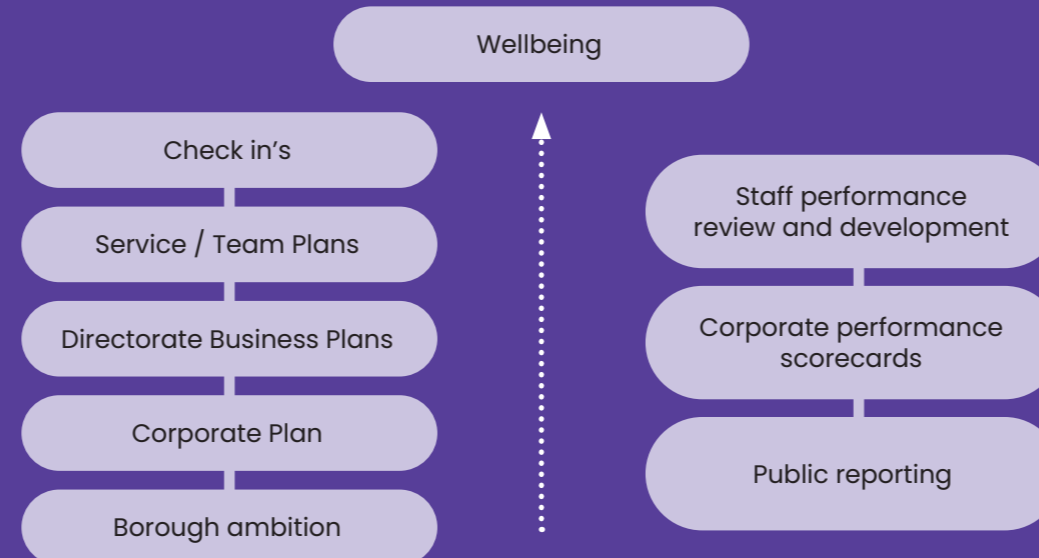 Wellbeing
Check in’s
Service / Team Plans
Directorate Business Plans
Corporate Plan
Borough ambition
Staff performance
review and development
Corporate performance
scorecards
Public reporting